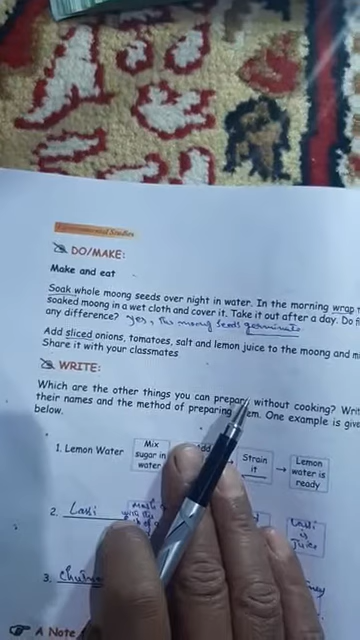 Environmental Studies
DO/MAKE:
Make and eat
Soak whole moong seeds over night in water. In the morning wrap
soaked moong in a wet cloth and cover it. Take it out after a day. Do
any difference? yes, the moong seeds germinate.
Add sliced onions, tomatoes, salt and lemon juice to the moong and
Share it with your classmates
WRITE:
Which are the other things you can prepare without cooking?
their names and the method of preparing One example is
below.
1. Lemon Water Mix sugar in water → Strain it → Lemon water is ready
2. Lassi Lassi is
3.
A Note